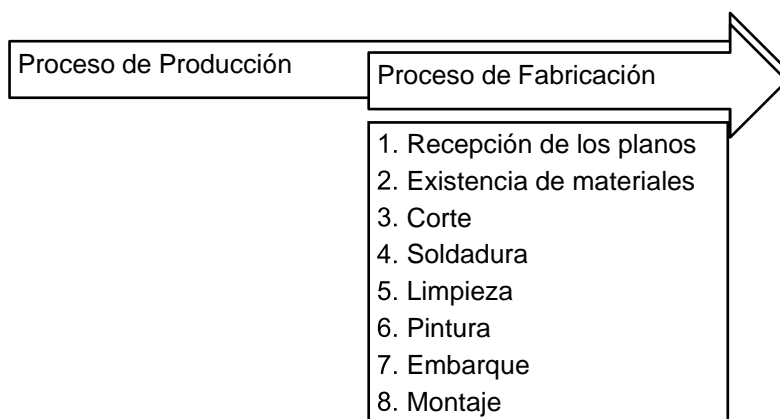 Proceso de Producción
Proceso de Fabricación
1. Recepción de los planos
2. Existencia de materiales
3. Corte
4. Soldadura
5. Limpieza
6. Pintura
7. Embarque
8. Montaje